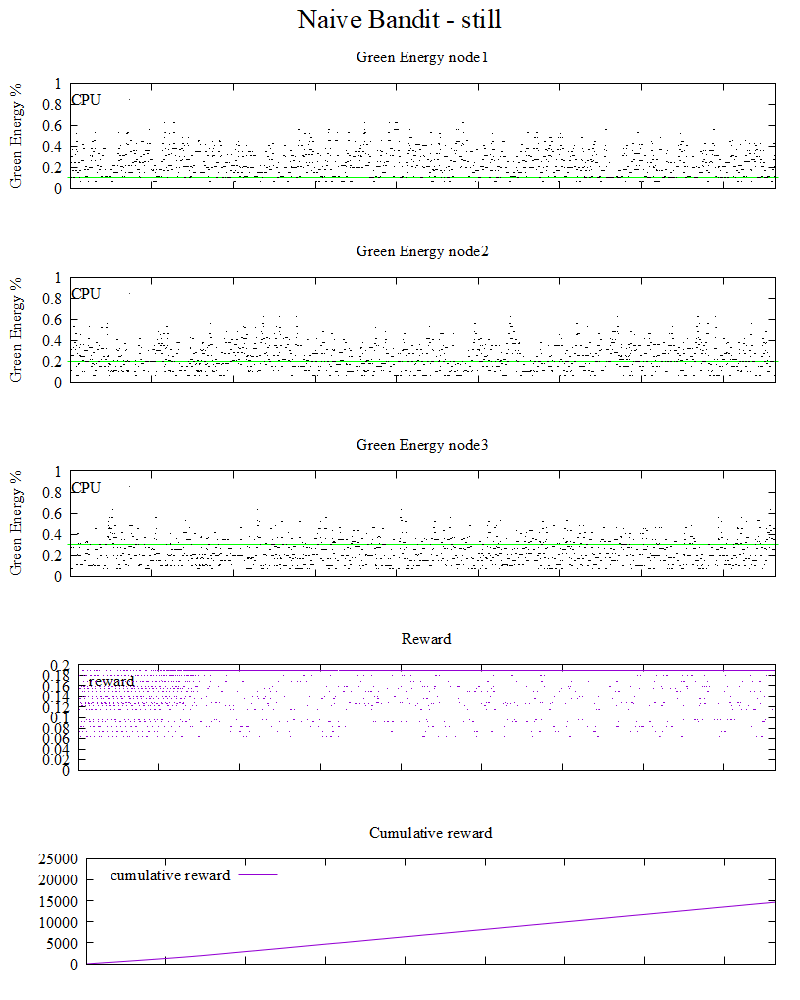 Naive Bandit - still
Green Energy node1
Green Energy %
1
0.8
0.6
0.4
0.2
0
CPU
Green Energy node2
Green Energy %
1
0.8
0.6
0.4
0.2
0
CPU
Green Energy node3
Green Energy %
1
0.8
0.6
0.4
0.2
0
CPU
Reward
0.2
0.18
0.16
0.14
0.12
0.1
0.08
0.06
0.04
0.02
0
reward
Cumulative reward
25000
20000
15000
10000
5000
0
cumulative reward